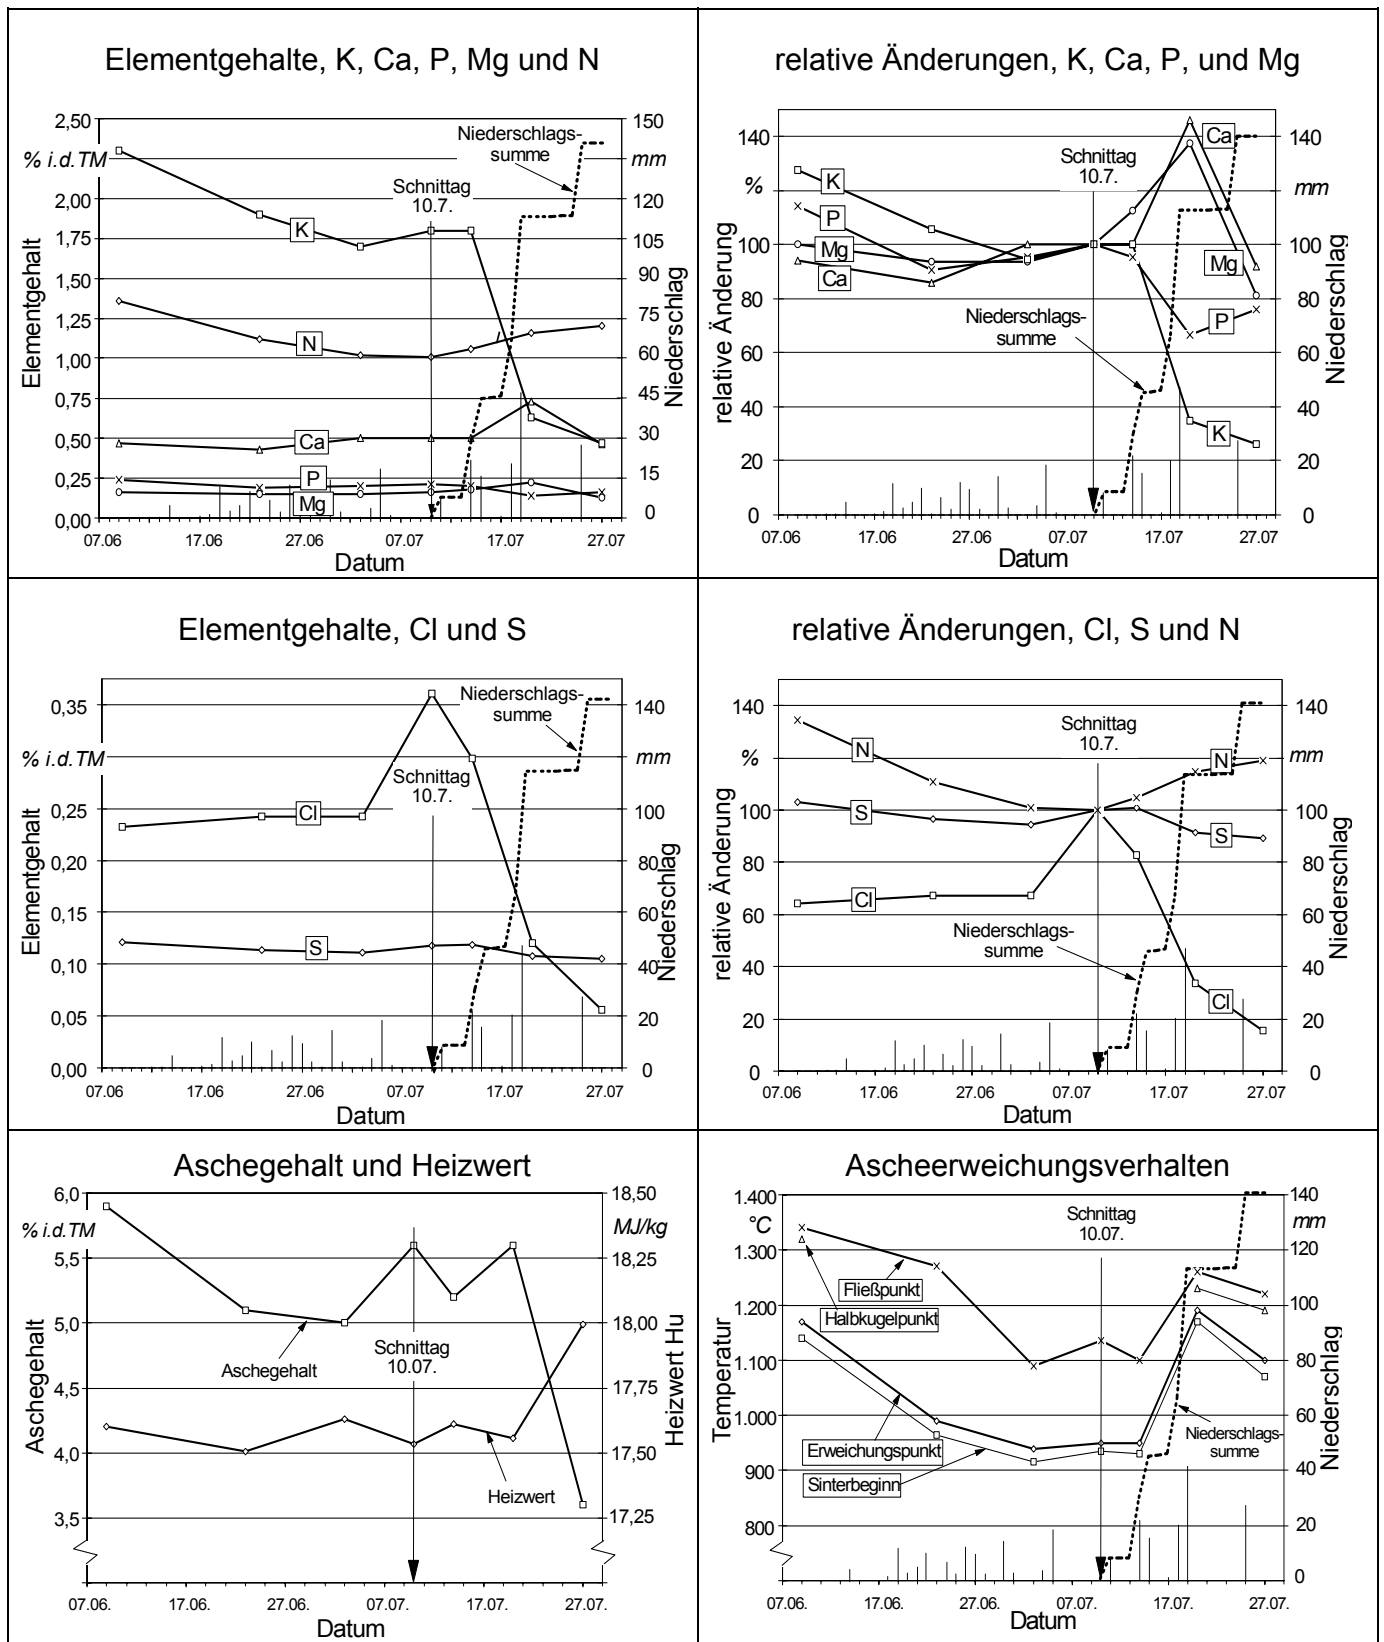 Elementgehalte, K, Ca, P, Mg und N
2,50
2,25
2,00
1,75
1,50
1,25
1,00
0,75
0,50
0,25
0,00
% i.d.TM
Elementgehalt
150
135
120
105
90
75
60
45
30
15
0
mm
Niederschlag
Niederschlags-
summe
Schnittag
10.7.
K
N
Ca
P
Mg
07.06
17.06
27.06
07.07
17.07
27.07
Datum
relative Änderungen, K, Ca, P, und Mg
140
%
100
80
60
40
20
0
relative Änderung
140
mm
100
80
60
40
20
0
Niederschlag
Schnittag
10.7.
Niederschlags-
summe
K
P
Mg
Ca
Ca
Mg
P
K
07.06
17.06
27.06
07.07
17.07
27.07
Datum
Elementgehalte, Cl und S
0,35
% i.d.TM
0,25
0,20
0,15
0,10
0,05
0,00
Elementgehalt
140
mm
100
80
60
40
20
0
Niederschlag
Niederschlags-
summe
Schnittag
10.7.
Cl
S
07.06
17.06
27.06
07.07
17.07
27.07
Datum
relative Änderungen, Cl, S und N
140
%
100
80
60
40
20
0
relative Änderung
140
mm
100
80
60
40
20
0
Niederschlag
Schnittag
10.7.
Niederschlags-
summe
N
S
Cl
N
S
Cl
07.06
17.06
27.06
07.07
17.07
27.07
Datum
Aschegehalt und Heizwert
6,0
% i.d.TM
5,5
5,0
4,5
4,0
3,5
Aschegehalt
18,50
MJ/kg
18,25
18,00
17,75
17,50
17,25
Heizwert Hu
Schnittag
10.07.
Aschegehalt
Heizwert
07.06.
17.06.
27.06.
07.07.
17.07.
27.07.
Datum
Ascheerweichungsverhalten
1.400
°C
1.300
1.200
1.100
1.000
900
800
Temperatur
140
mm
120
100
80
60
40
20
0
Niederschlag
Schnittag
10.07.
Fließpunkt
Halbkugelpunkt
Erweichungspunkt
Sinterbeginn
Niederschlags-
summe
07.06.
17.06.
27.06.
07.07.
17.07.
27.07.
Datum